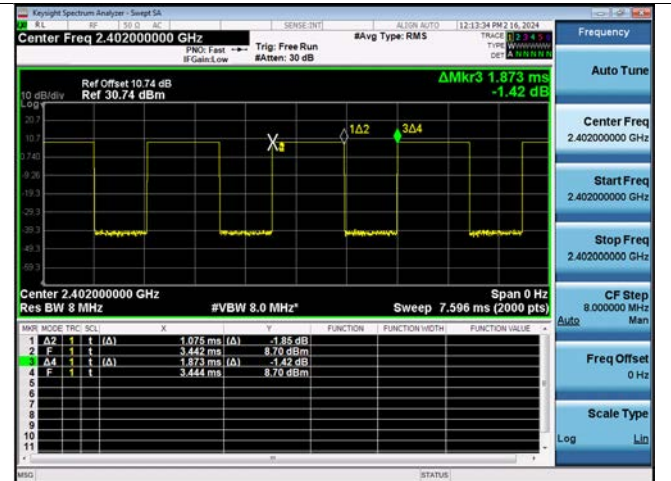 Keysight Spectrum Analyzer - Swept SA
RL RF 50 Ω AC SENSE:INT ALIGN AUTO 12:13:34 PM 2 16, 2024
Center Freq 2.402000000 GHz
PNO: Fast
IFGain:Low
Trig: Free Run
#Atten: 30 dB
#Avg Type: RMS
TRACE 1 2 3 4 5 6
TYPE WWWWWW
DET A NNNNN
Ref Offset 10.74 dB
Ref 30.74 dBm
10 dB/div
Log
ΔMkr3 1.873 ms
-1.42 dB
20.7
10.7
0.740
-9.26
-19.3
-29.3
-39.3
-49.3
-59.3
1Δ2
3Δ4
Center 2.402000000 GHz Span 0 Hz
Res BW 8 MHz #VBW 8.0 MHz* Sweep 7.596 ms (2000 pts)
MKR MODE TRC SCL X Y FUNCTION FUNCTION WIDTH FUNCTION VALUE
1 Δ2 1 t (Δ) 1.075 ms (Δ) -1.85 dB
2 F 1 t 3.442 ms 8.70 dBm
3 Δ4 1 t (Δ) 1.873 ms (Δ) -1.42 dB
4 F 1 t 3.444 ms 8.70 dBm
5
6
7
8
9
10
11
MSG STATUS
Frequency
Auto Tune
Center Freq
2.402000000 GHz
Start Freq
2.402000000 GHz
Stop Freq
2.402000000 GHz
CF Step
8.000000 MHz
Auto Man
Freq Offset
0 Hz
Scale Type
Log Lin